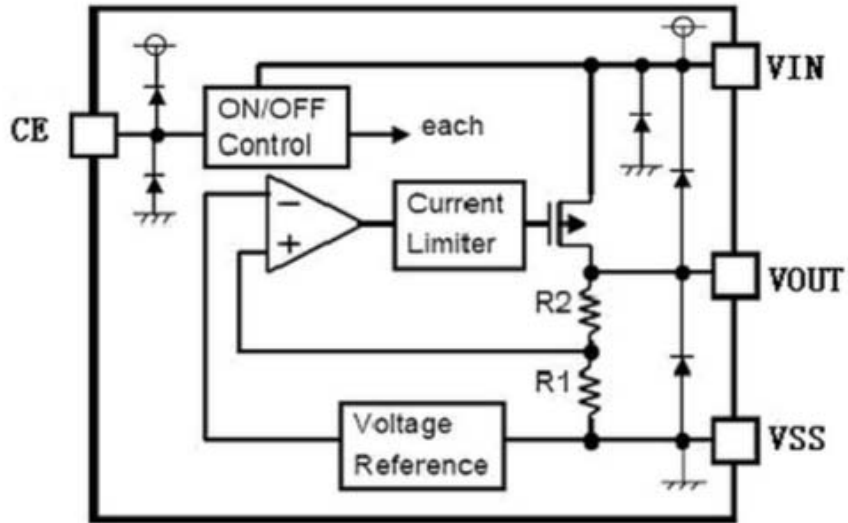 VIN
CE
ON/OFF
Control
each
−
+
Current
Limiter
VOUT
R2
R1
Voltage
Reference
VSS